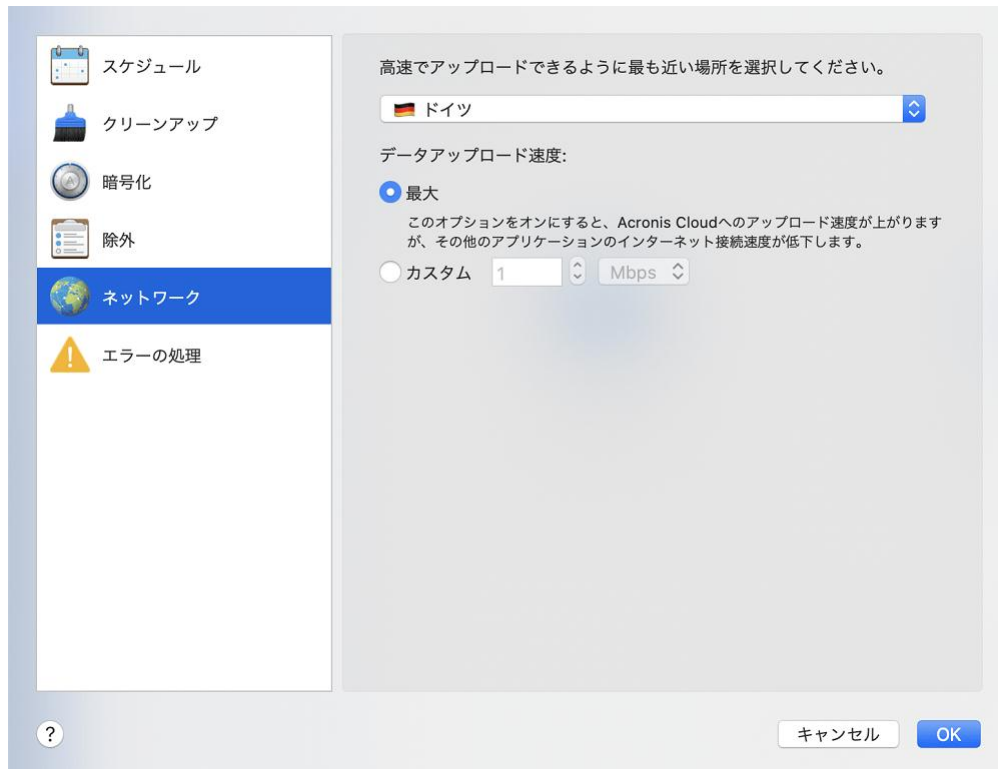 スケジュール
クリーンアップ
暗号化
除外
ネットワーク
エラーの処理
高速でアップロードできるように最も近い場所を選択してください。
ドイツ
データアップロード速度:
最大
このオプションをオンにすると、Acronis Cloudへのアップロード速度が上がります
が、その他のアプリケーションのインターネット接続速度が低下します。
カスタム 1 Mbps
? キャンセル OK